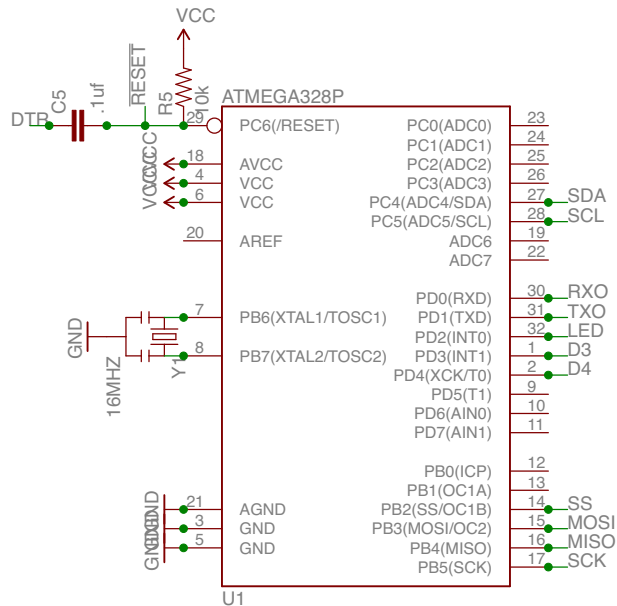 VCC
DTR
C5
.1uf
RESET
R5
10k
ATMEGA328P
29 PC6(/RESET)
VCC 18 AVCC
VCC 4 VCC
VCC 6 VCC
20 AREF
7 PB6(XTAL1/TOSC1)
8 PB7(XTAL2/TOSC2)
GND
16MHZ
Y1
GND 21 AGND
GND 3 GND
GND 5 GND
PC0(ADC0) 23
PC1(ADC1) 24
PC2(ADC2) 25
PC3(ADC3) 26
PC4(ADC4/SDA) 27 SDA
PC5(ADC5/SCL) 28 SCL
ADC6 19
ADC7 22
PD0(RXD) 30 RXO
PD1(TXD) 31 TXO
PD2(INT0) 32 LED
PD3(INT1) 1 D3
PD4(XCK/T0) 2 D4
PD5(T1) 9
PD6(AIN0) 10
PD7(AIN1) 11
PB0(ICP) 12
PB1(OC1A) 13
PB2(SS/OC1B) 14 SS
PB3(MOSI/OC2) 15 MOSI
PB4(MISO) 16 MISO
PB5(SCK) 17 SCK
U1